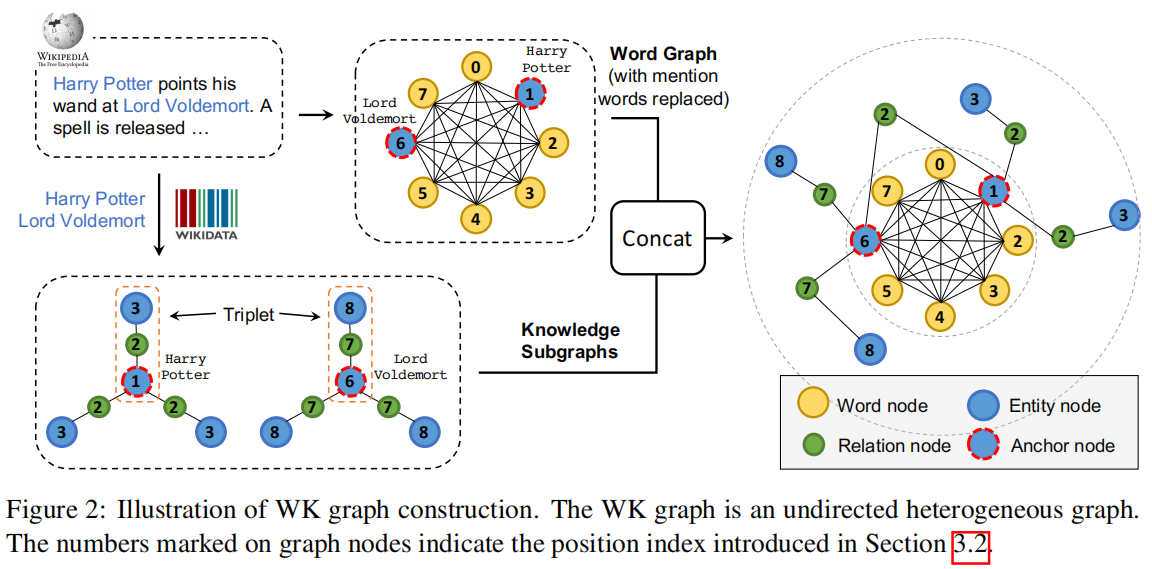 WIKIPEDIA
The Free Encyclopedia
Harry Potter points his
wand at Lord Voldemort. A
spell is released ...
Harry Potter
Lord Voldemort
WIKIDATA
Harry
Potter
Lord
Voldemort
0
1
2
3
4
5
6
7
Word Graph
(with mention
words replaced)
Concat
Triplet
3
2
1
Harry
Potter
2
3
2
3
8
7
6
Lord
Voldemort
7
8
7
8
Knowledge
Subgraphs
3
2
2
8
7
0
7
1
6
2
2
3
5
3
4
7
8
Word node
Entity node
Relation node
Anchor node
Figure 2: Illustration of WK graph construction. The WK graph is an undirected heterogeneous graph.
The numbers marked on graph nodes indicate the position index introduced in Section 3.2.